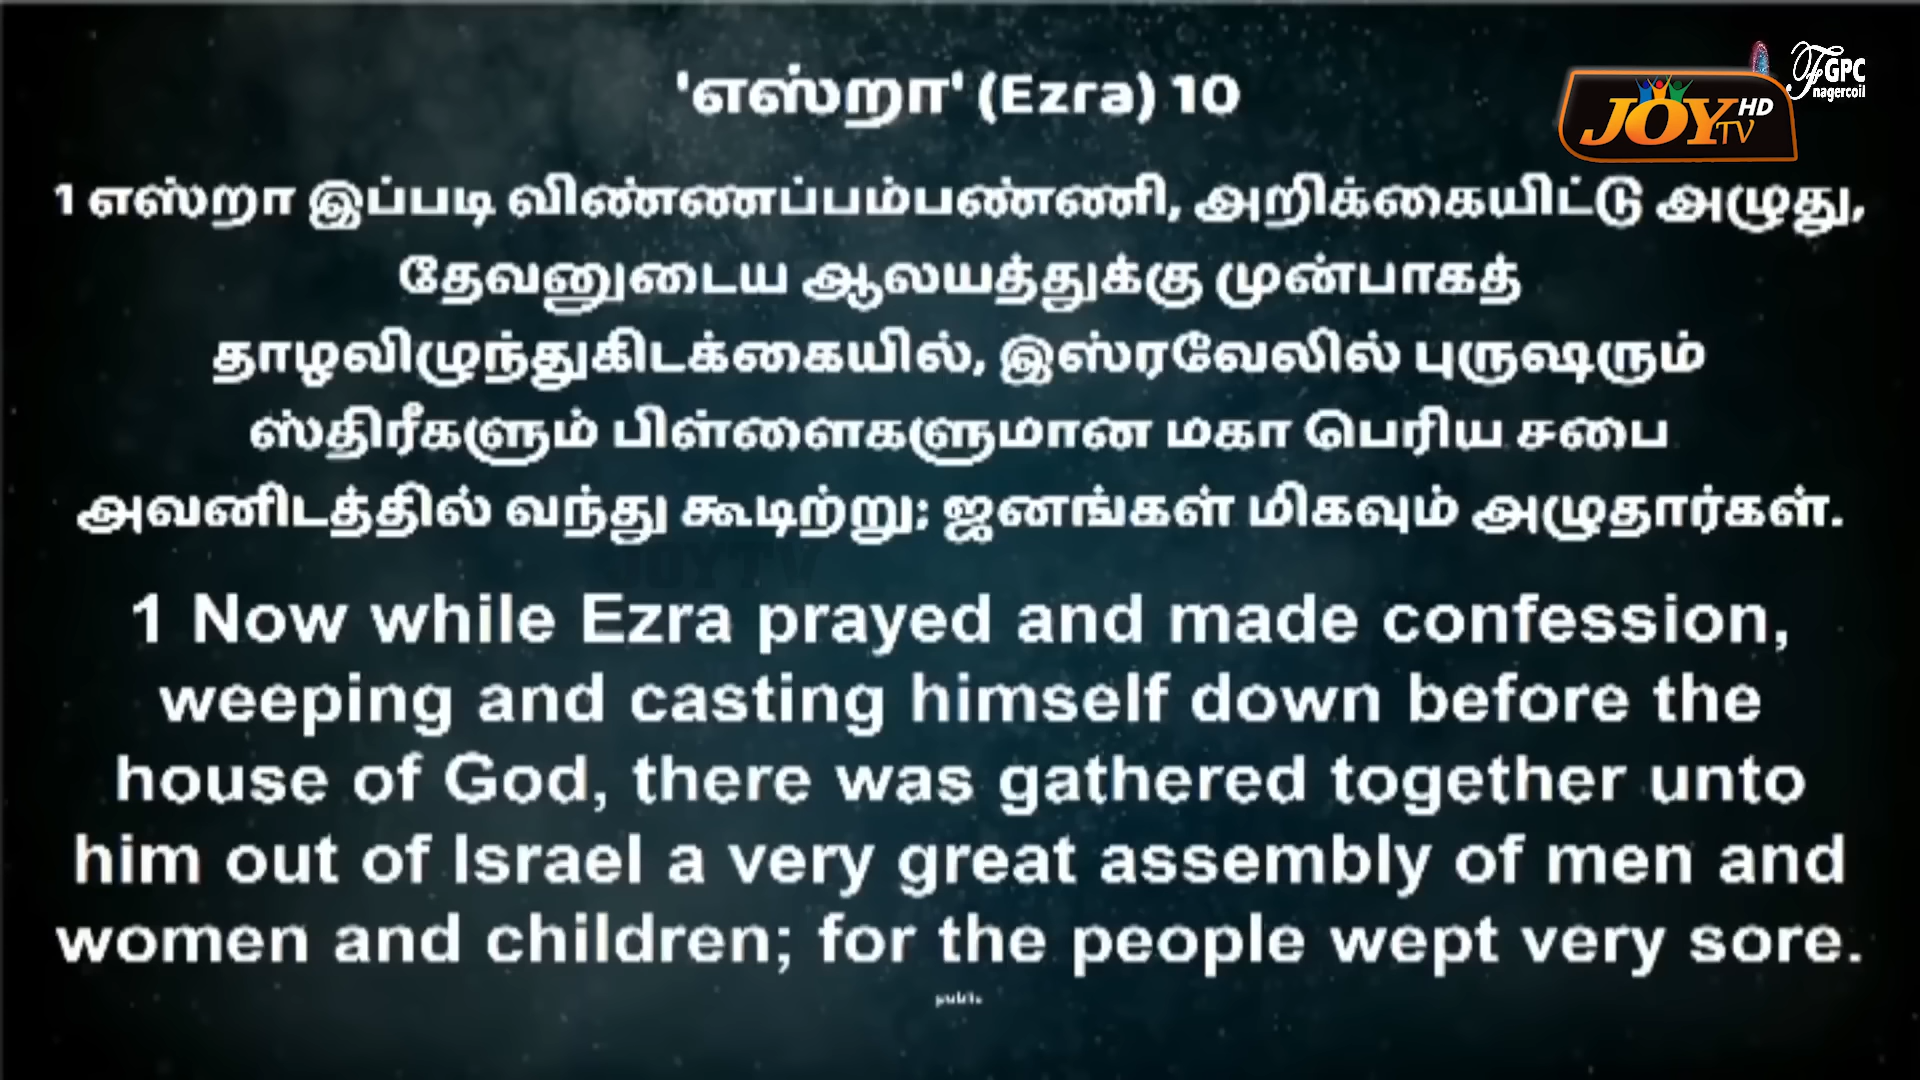 'எஸ்றா' (Ezra) 10
JOY TV HD
FGPC
nagercoil
1 எஸ்றா இப்படி விண்ணப்பம்பண்ணி, அறிக்கையிட்டு அழுது,
தேவனுடைய ஆலயத்துக்கு முன்பாகத்
தாழவிழுந்துகிடக்கையில், இஸ்ரவேலில் புருஷரும்
ஸ்திரீகளும் பிள்ளைகளுமான மகா பெரிய சபை
அவனிடத்தில் வந்து கூடிற்று; ஜனங்கள் மிகவும் அழுதார்கள்.
JOYTV
1 Now while Ezra prayed and made confession,
weeping and casting himself down before the
house of God, there was gathered together unto
him out of Israel a very great assembly of men and
women and children; for the people wept very sore.